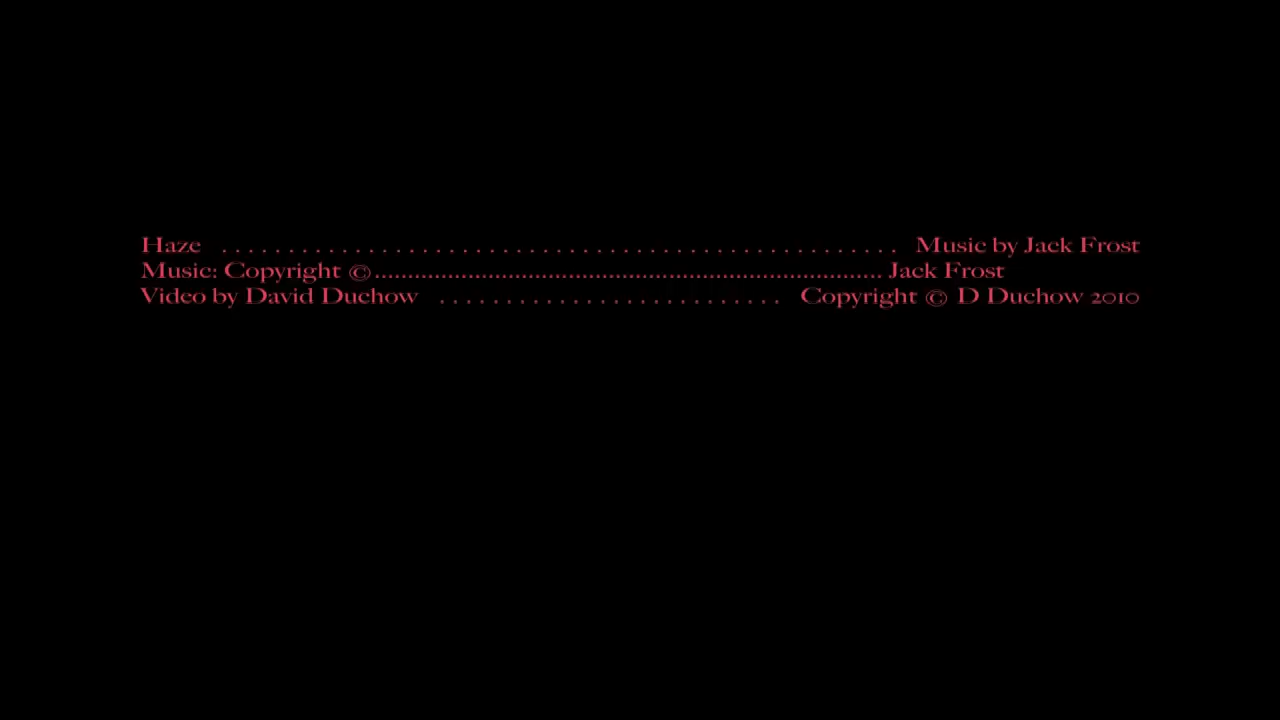 Haze . . . . . . . . . . . . . . . . . . . . . . . . . . . . . . . . . . . . . . . . . . . . . . . . . . . Music by Jack Frost
Music: Copyright ©............................................................................ Jack Frost
Video by David Duchow . . . . . . . . . . . . . . . . . . . . . . . . . . Copyright © D Duchow 2010